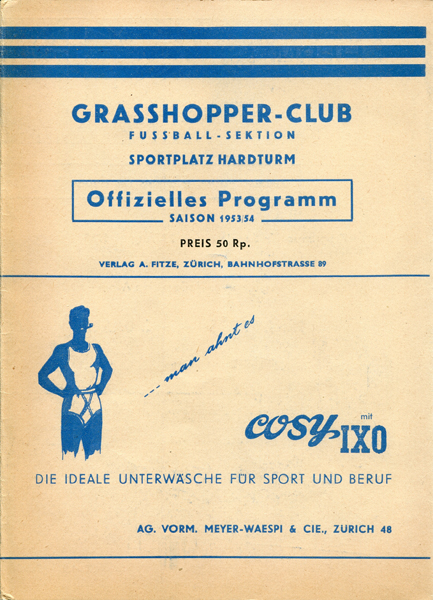 GRASSHOPPER-CLUB
FUSSBALL-SEKTION
SPORTPLATZ HARDTURM
Offizielles Programm
SAISON 1953/54
PREIS 50 Rp.
VERLAG A. FITZE, ZÜRICH, BAHNHOFSTRASSE 89
--- man ahnt es
cosy mit IXO
DIE IDEALE UNTERWÄSCHE FÜR SPORT UND BERUF
AG. VORM. MEYER-WAESPI & CIE., ZURICH 48